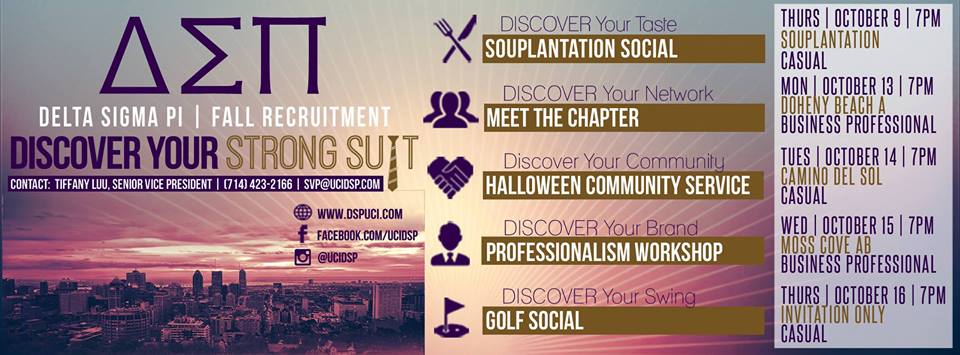 ΔΣΠ
DELTA SIGMA PI | FALL RECRUITMENT
DISCOVER YOUR STRONG SUIT
CONTACT: TIFFANY LUU, SENIOR VICE PRESIDENT | (714) 423-2166 | SVP@UCIDSP.COM
WWW.DSPUCI.COM
FACEBOOK.COM/UCIDSP
@UCIDSP
DISCOVER Your Taste
SOUPLANTATION SOCIAL
DISCOVER Your Network
MEET THE CHAPTER
Discover Your Community
HALLOWEEN COMMUNITY SERVICE
DISCOVER Your Brand
PROFESSIONALISM WORKSHOP
DISCOVER Your Swing
GOLF SOCIAL
THURS | OCTOBER 9 | 7PM
SOUPLANTATION
CASUAL
MON | OCTOBER 13 | 7PM
DOHENY BEACH A
BUSINESS PROFESSIONAL
TUES | OCTOBER 14 | 7PM
CAMINO DEL SOL
CASUAL
WED | OCTOBER 15 | 7PM
MOSS COVE AB
BUSINESS PROFESSIONAL
THURS | OCTOBER 16 | 7PM
INVITATION ONLY
CASUAL